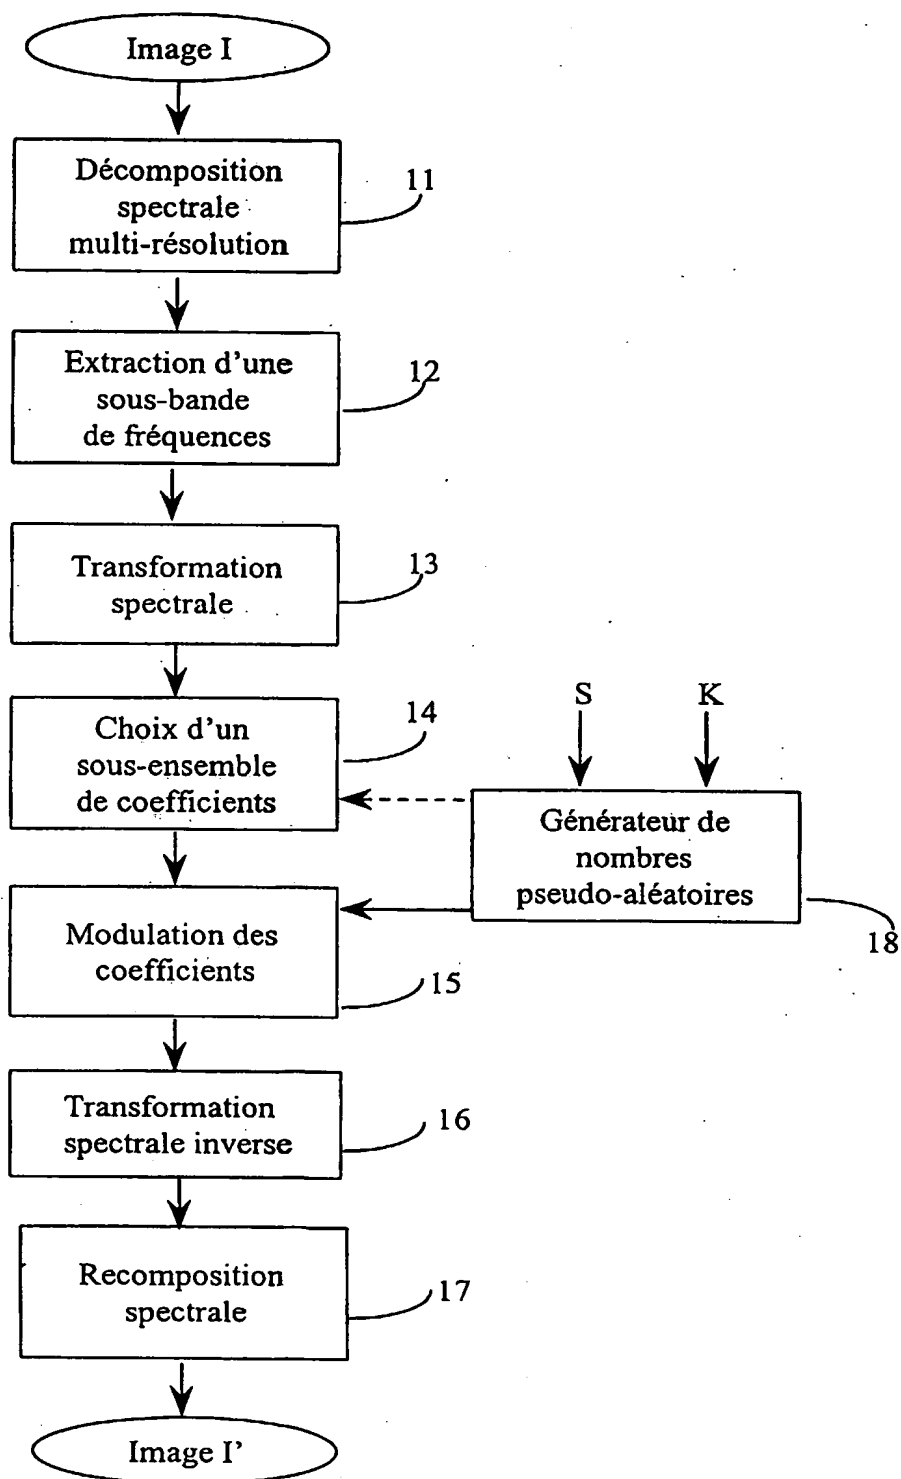 Image I
Décomposition
spectrale
multi-résolution
11
Extraction d'une
sous-bande
de fréquences
12
Transformation
spectrale
13
Choix d'un
sous-ensemble
de coefficients
14
S
K
Générateur de
nombres
pseudo-aléatoires
18
Modulation des
coefficients
15
Transformation
spectrale inverse
16
Recomposition
spectrale
17
Image I'